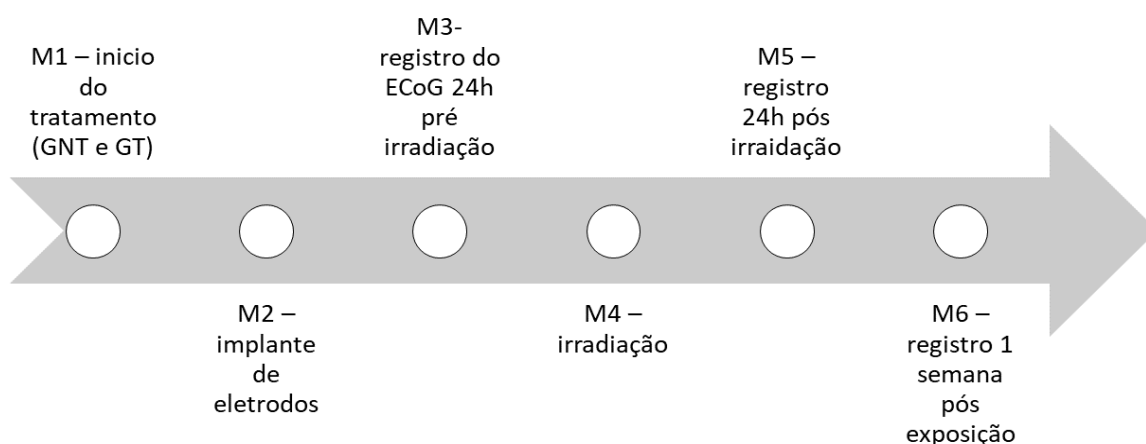 M1 – inicio
do
tratamento
(GNT e GT)
M2 –
implante
de
eletrodos
M3-
registro do
ECoG 24h
pré
irradiação
M4 –
irradiação
M5 –
registro
24h pós
irraidação
M6 –
registro 1
semana
pós
exposição